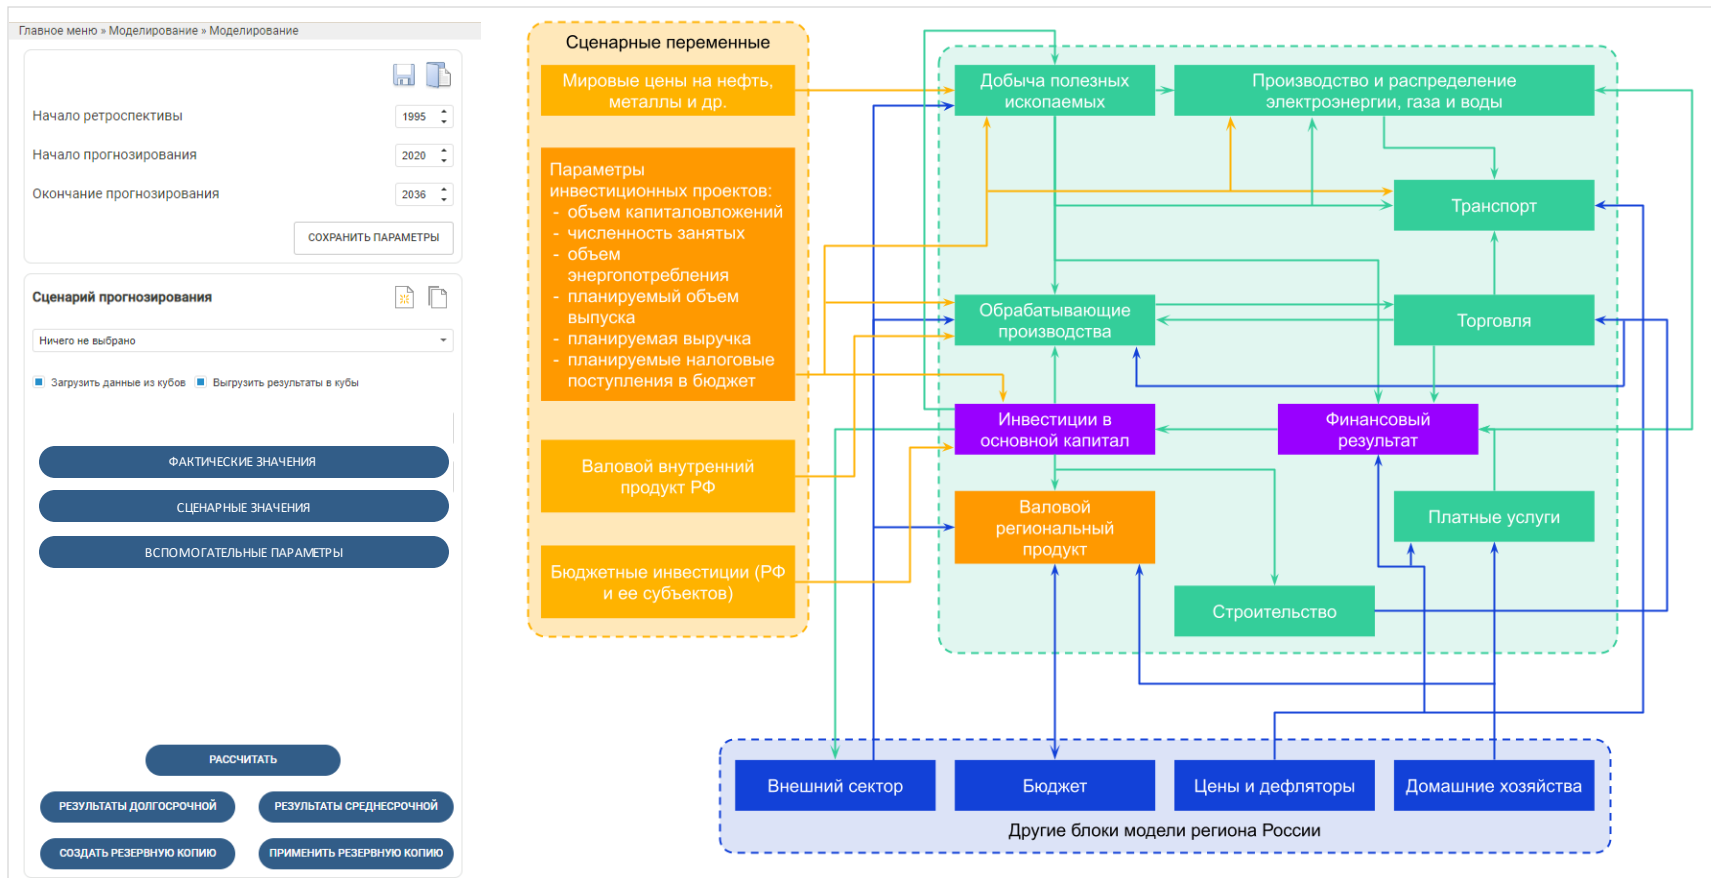 Главное меню » Моделирование » Моделирование
Начало ретроспективы
1995
Начало прогнозирования
2020
Окончание прогнозирования
2036
СОХРАНИТЬ ПАРАМЕТРЫ
Сценарий прогнозирования
Ничего не выбрано
Загрузить данные из кубов
Выгрузить результаты в кубы
ФАКТИЧЕСКИЕ ЗНАЧЕНИЯ
СЦЕНАРНЫЕ ЗНАЧЕНИЯ
ВСПОМОГАТЕЛЬНЫЕ ПАРАМЕТРЫ
РАССЧИТАТЬ
РЕЗУЛЬТАТЫ ДОЛГОСРОЧНОЙ
РЕЗУЛЬТАТЫ СРЕДНЕСРОЧНОЙ
СОЗДАТЬ РЕЗЕРВНУЮ КОПИЮ
ПРИМЕНИТЬ РЕЗЕРВНУЮ КОПИЮ
Сценарные переменные
Мировые цены на нефть,
металлы и др.
Параметры
инвестиционных проектов:
- объем капиталовложений
- численность занятых
- объем
энергопотребления
- планируемый объем
выпуска
- планируемая выручка
- планируемые налоговые
поступления в бюджет
Валовой внутренний
продукт РФ
Бюджетные инвестиции (РФ
и ее субъектов)
Добыча полезных
ископаемых
Производство и распределение
электроэнергии, газа и воды
Транспорт
Обрабатывающие
производства
Торговля
Инвестиции в
основной капитал
Финансовый
результат
Валовой
региональный
продукт
Платные услуги
Строительство
Внешний сектор
Бюджет
Цены и дефляторы
Домашние хозяйства
Другие блоки модели региона России